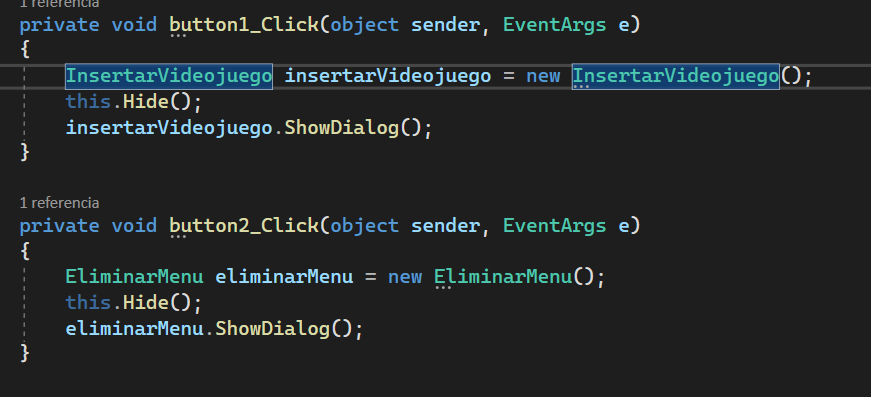 1 referencia
private void button1_Click(object sender, EventArgs e)
{
InsertarVideojuego insertarVideojuego = new InsertarVideojuego();
this.Hide();
insertarVideojuego.ShowDialog();
}
1 referencia
private void button2_Click(object sender, EventArgs e)
{
EliminarMenu eliminarMenu = new EliminarMenu();
this.Hide();
eliminarMenu.ShowDialog();
}